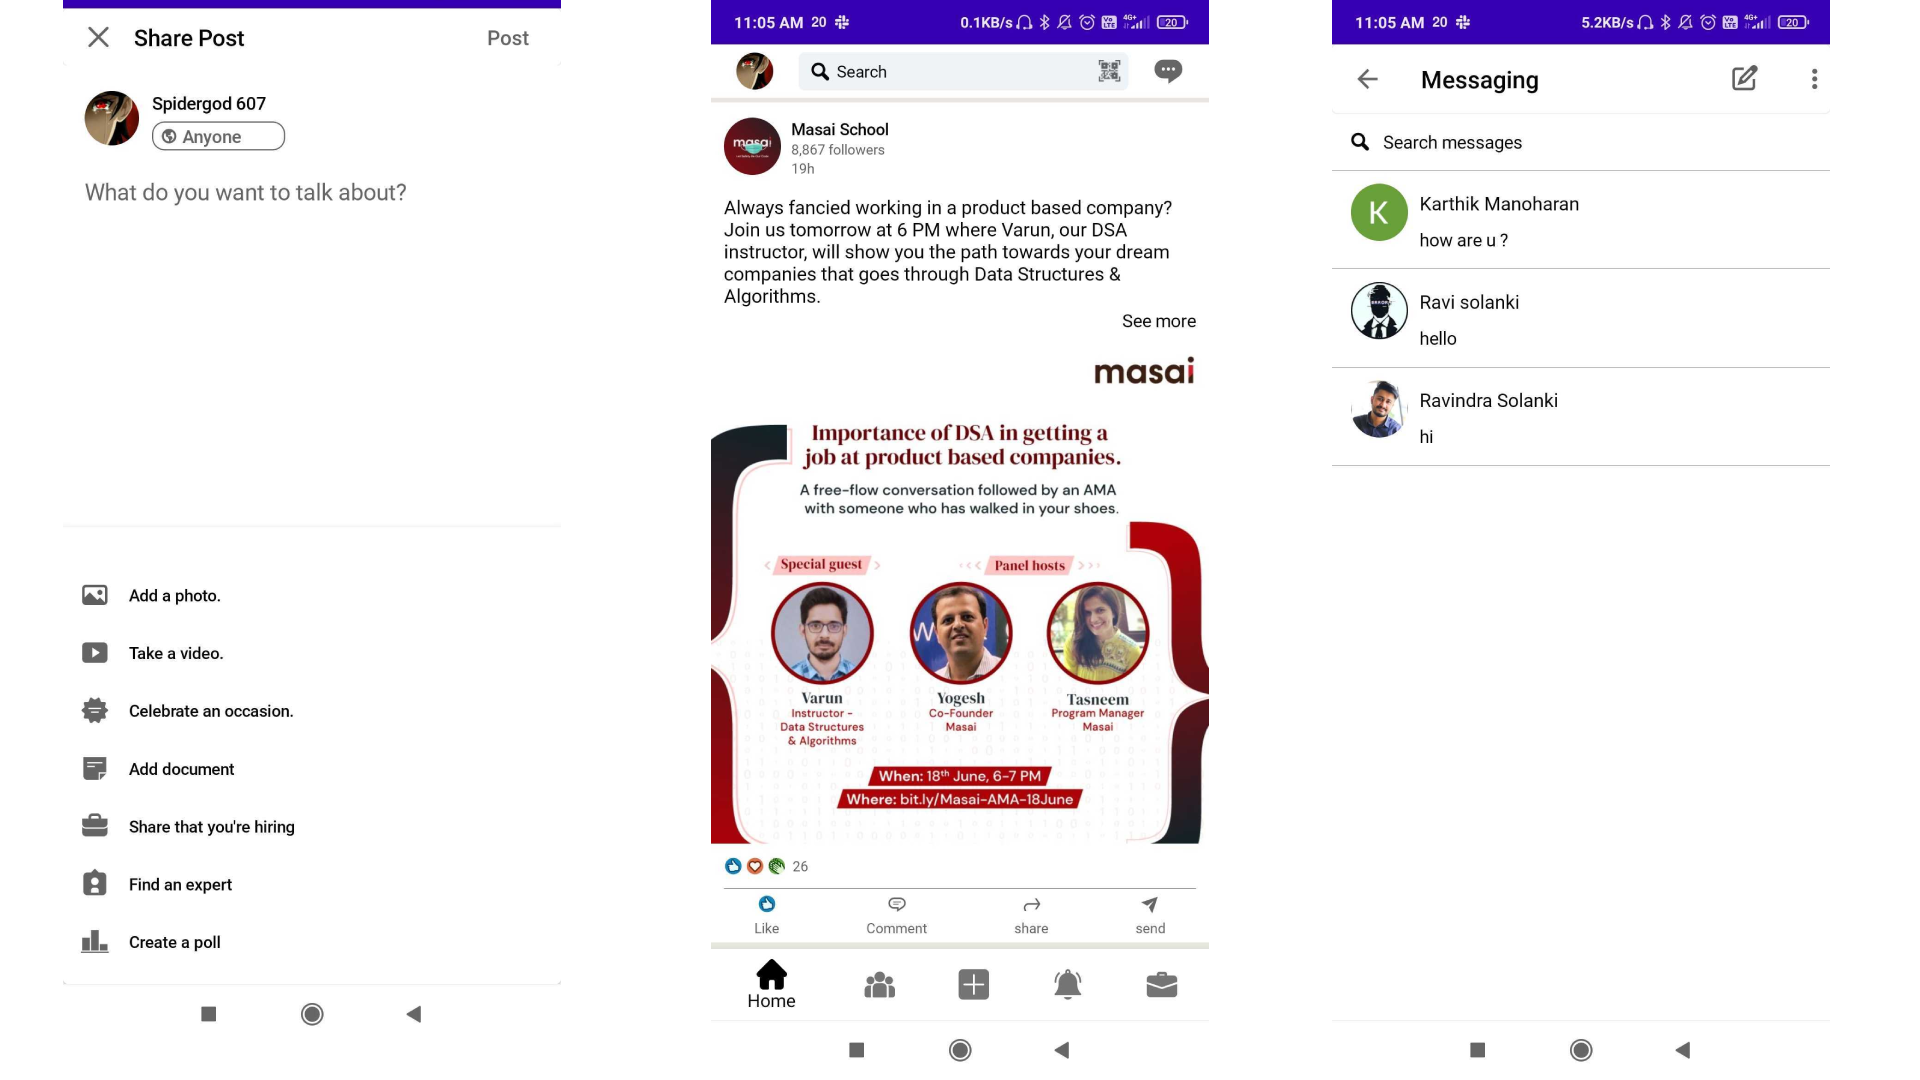 Share Post
Post
Spidergod 607
Anyone
What do you want to talk about?
Add a photo.
Take a video.
Celebrate an occasion.
Add document
Share that you're hiring
Find an expert
Create a poll
11:05 AM 20
0.1KB/s
Vo LTE
4G+
20
Search
masai
Masai School
8,867 followers
19h
Always fancied working in a product based company?
Join us tomorrow at 6 PM where Varun, our DSA
instructor, will show you the path towards your dream
companies that goes through Data Structures &
Algorithms.
See more
masai
Importance of DSA in getting a
job at product based companies.
A free-flow conversation followed by an AMA
with someone who has walked in your shoes.
Special guest
Panel hosts
Varun
Instructor -
Data Structures
& Algorithms
Yogesh
Co-Founder
Masai
Tasneem
Program Manager
Masai
When: 18th June, 6-7 PM
Where: bit.ly/Masai-AMA-18June
26
Like
Comment
share
send
Home
11:05 AM 20
5.2KB/s
Vo LTE
4G+
20
Messaging
Search messages
K
Karthik Manoharan
how are u ?
Ravi solanki
hello
Ravindra Solanki
hi